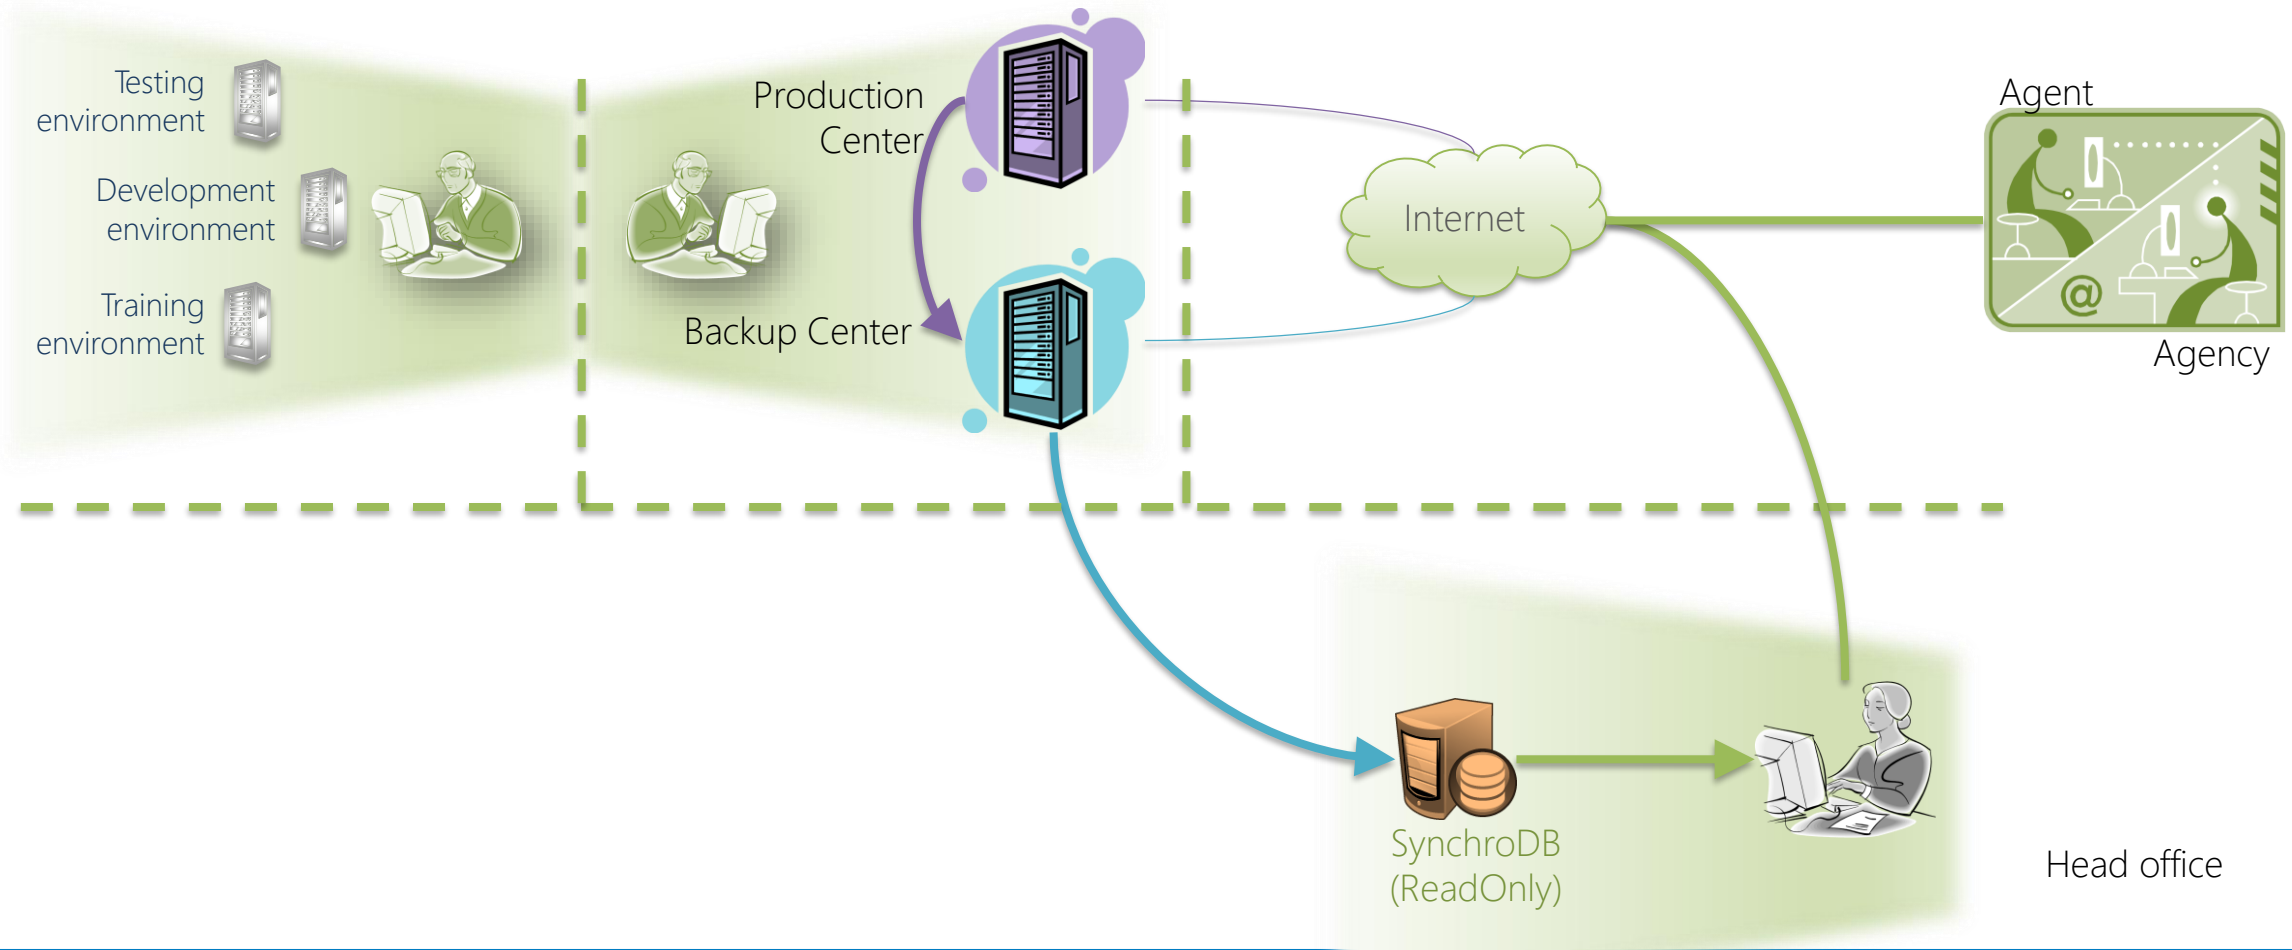 Testing
environment
Development
environment
Training
environment
Production
Center
Backup Center
Internet
Agent
@
Agency
SynchroDB
(ReadOnly)
Head office